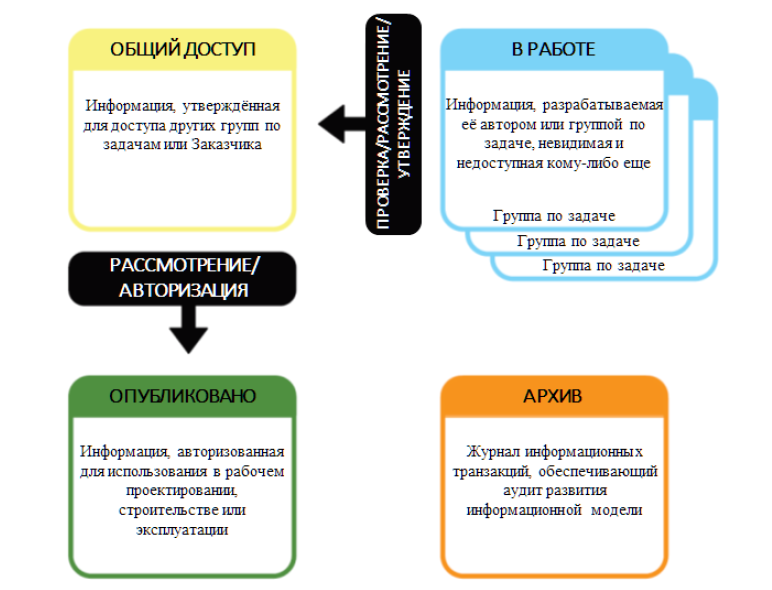 ОБЩИЙ ДОСТУП
Информация, утверждённая
для доступа других групп по
задачам или Заказчика
ПРОВЕРКА/РАССМОТРЕНИЕ/
УТВЕРЖДЕНИЕ
В РАБОТЕ
Информация, разрабатываемая
её автором или группой по
задаче, невидимая и
недоступная кому-либо еще
Группа по задаче
Группа по задаче
Группа по задаче
РАССМОТРЕНИЕ/
АВТОРИЗАЦИЯ
ОПУБЛИКОВАНО
Информация, авторизованная
для использования в рабочем
проектировании,
строительстве или
эксплуатации
АРХИВ
Журнал информационных
транзакций, обеспечивающий
аудит развития
информационной модели